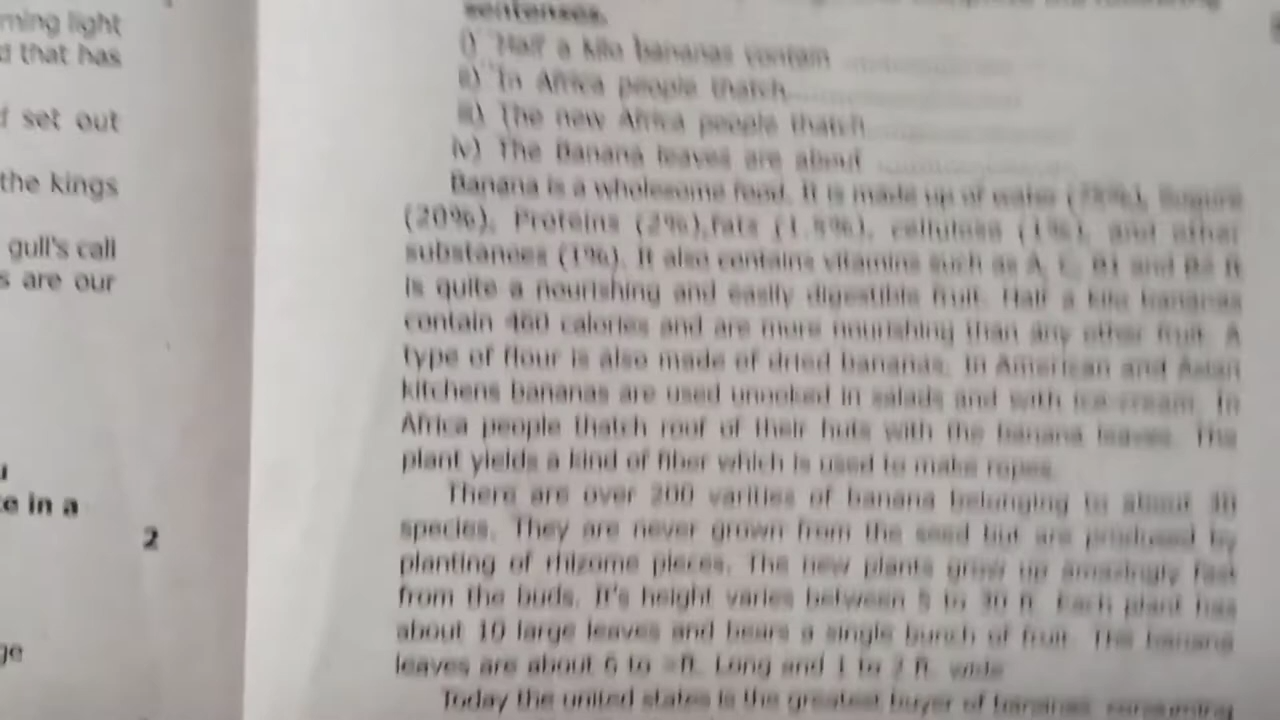 ming light
d that has
f set out
the kings
gull's call
s are our
e in a
2
ge
sentenses.
i) Half a kilo bananas contain
ii) In Africa people thatch
iii) The new Africa people thatch
iv) The Banana leaves are about
Banana is a wholesome food. It is made up of water
(20%), Proteins (2%),fats (1.5%), cellulose (1%), and other
substances (1%). It also contains vitamins such as A, C, B1 and
is quite a nourishing and easily digestible fruit. Half a kilo bananas
contain 460 calories and are more nourishing than any other fruit. A
type of flour is also made of dried bananas. In American and Asian
kitchens bananas are used in salads and with ice-cream. In
Africa people thatch roof of their huts with the banana leaves. The
plant yields a kind of fiber which is used to make ropes.
There are over 200 varities of banana belonging to about
species. They are never grown from the seed but are produced by
planting of rhizome pieces. The new plants grow up amazingly fast
from the buds. It's height varies between 5 to 30 ft. Each plant has
about 10 large leaves and bears a single bunch of fruit. The banana
leaves are about 6 to ft. Long and 1 to 2 ft. wide
Today the united states is the greatest buyer of bananas, consuming